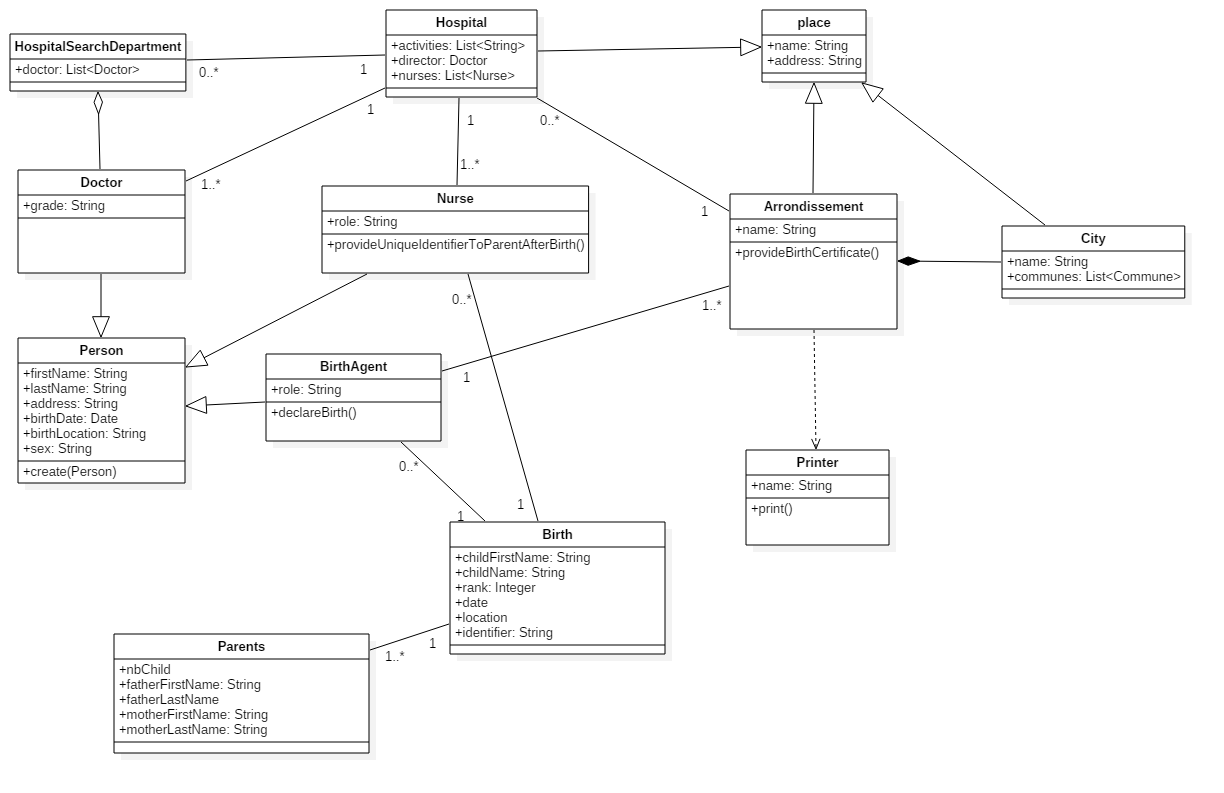 HospitalSearchDepartment
+doctor: List<Doctor>
0..*
1
Hospital
+activities: List<String>
+director: Doctor
+nurses: List<Nurse>
place
+name: String
+address: String
1
1
0..*
1..*
1..*
Doctor
+grade: String
Nurse
+role: String
+provideUniqueIdentifierToParentAfterBirth()
1
Arrondissement
+name: String
+provideBirthCertificate()
City
+name: String
+communes: List<Commune>
0..*
1..*
Person
+firstName: String
+lastName: String
+address: String
+birthDate: Date
+birthLocation: String
+sex: String
+create(Person)
BirthAgent
+role: String
+declareBirth()
1
0..*
1
1
Printer
+name: String
+print()
Birth
+childFirstName: String
+childName: String
+rank: Integer
+date
+location
+identifier: String
1
1..*
Parents
+nbChild
+fatherFirstName: String
+fatherLastName
+motherFirstName: String
+motherLastName: String